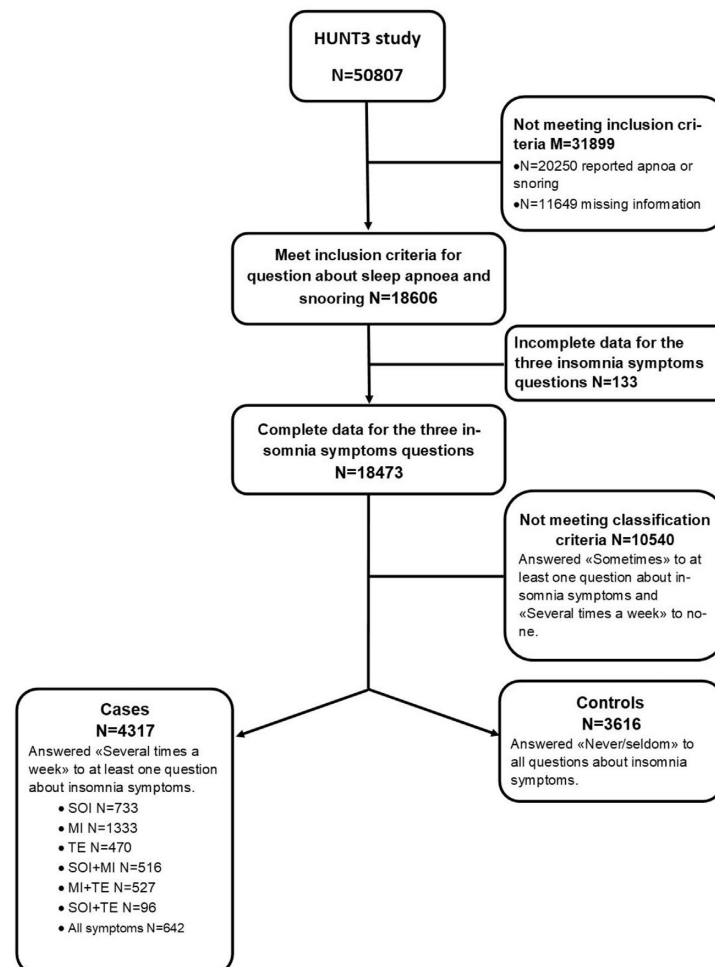 HUNT3 study
N=50807
Not meeting inclusion cri-
teria M=31899
•N=20250 reported apnoa or
snoring
•N=11649 missing information
Meet inclusion criteria for
question about sleep apnoea and
snooring N=18606
Incomplete data for the
three insomnia symptoms
questions N=133
Complete data for the three in-
somnia symptoms questions
N=18473
Not meeting classification
criteria N=10540
Answered «Sometimes» to at
least one question about in-
somnia symptoms and
«Several times a week» to no-
ne.
Cases
N=4317
Answered «Several times a
week» to at least one question
about insomnia symptoms.
• SOI N=733
• MI N=1333
• TE N=470
• SOI+MI N=516
• MI+TE N=527
• SOI+TE N=96
• All symptoms N=642
Controls
N=3616
Answered «Never/seldom» to
all questions about insomnia
symptoms.